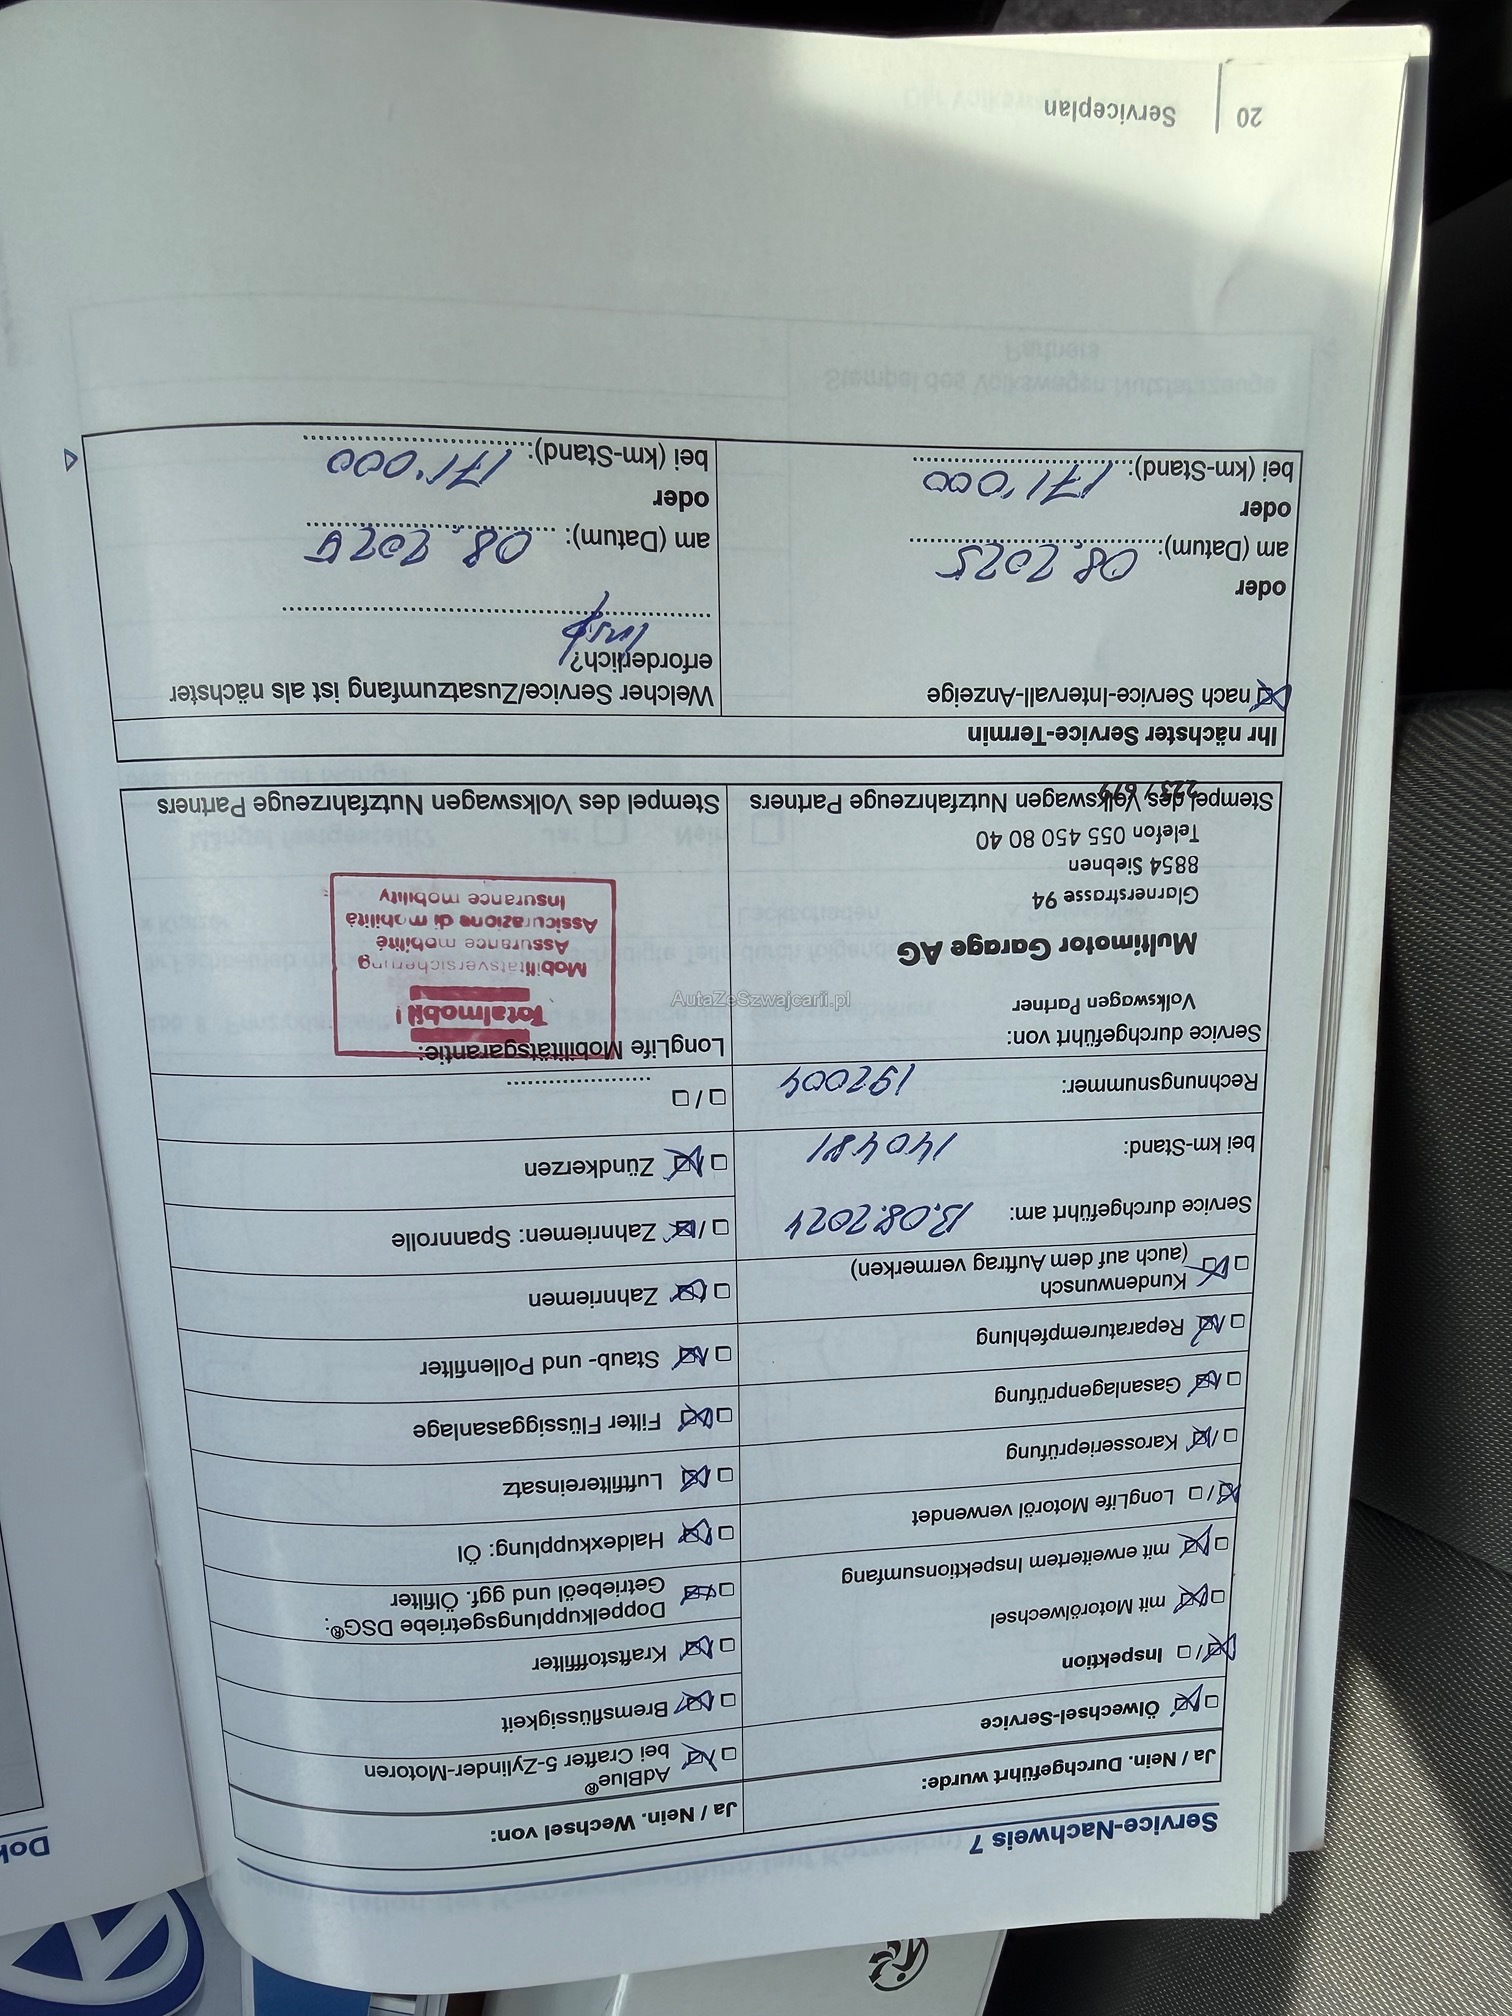 Service-Nachweis 7
Ja / Nein. Durchgeführt wurde:
Ölwechsel-Service
Inspektion
mit Motorölwechsel
mit erweitertem Inspektionsumfang
LongLife Motoröl verwendet
Karosserieprüfung
Gasanlagenprüfung
Reparaturempfehlung
Kundenwunsch
(auch auf dem Auftrag vermerken)
Service durchgeführt am: 13.08.2024
bei km-Stand: 140481
Rechnungsnummer: 192004
Service durchgeführt von:
Volkswagen Partner
Multimotor Garage AG
Glarnerstrasse 94
8854 Siebnen
Telefon 055 450 80 40
Stempel des Volkswagen Nutzfahrzeuge Partners
Ja / Nein. Wechsel von:
AdBlue®
bei Crafter 5-Zylinder-Motoren
Bremsflüssigkeit
Kraftstofffilter
Doppelkupplungsgetriebe DSG®:
Getriebeöl und ggf. Ölfilter
Haldexkupplung: Öl
Luftfiltereinsatz
Filter Flüssiggasanlage
Staub- und Pollenfilter
Zahnriemen
Zahnriemen: Spannrolle
Zündkerzen
LongLife Mobilitätsgarantie:
Totalmobil!
Mobilitätsversicherung
Assurance mobilité
Assicurazione di mobilità
Insurance mobility
Stempel des Volkswagen Nutzfahrzeuge Partners
Ihr nächster Service-Termin
nach Service-Intervall-Anzeige
oder
am (Datum): 08.2025
oder
bei (km-Stand): 171'000
Welcher Service/Zusatzumfang ist als nächster
erforderlich?
Insp
am (Datum): 08.2025
oder
bei (km-Stand): 171'000
20 Serviceplan
AutaZeSzwajcarii.pl